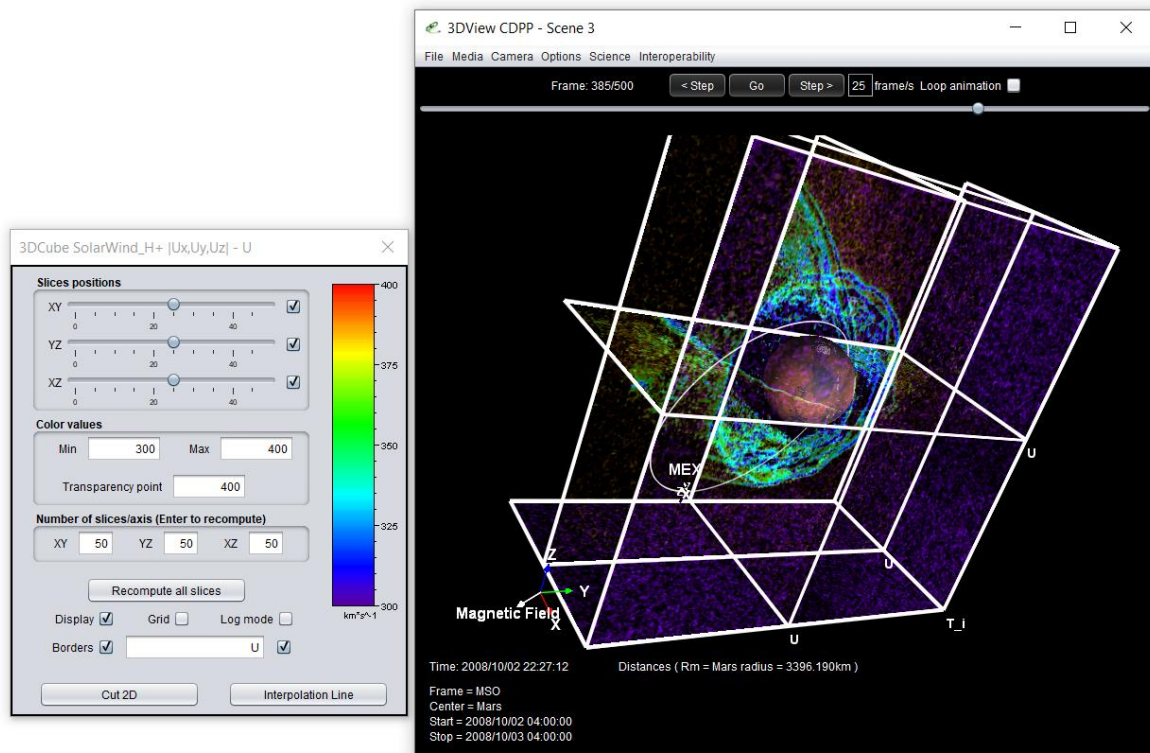 3DView CDPP - Scene 3
File Media Camera Options Science Interoperability
Frame: 385/500 < Step Go Step > 25 frame/s Loop animation
3DCube SolarWind_H+ |Ux,Uy,Uz| - U
Slices positions
XY
0 20 40
YZ
0 20 40
XZ
0 20 40
Color values
Min 300 Max 400
Transparency point 400
Number of slices/axis (Enter to recompute)
XY 50 YZ 50 XZ 50
Recompute all slices
Display Grid Log mode
Borders U
Cut 2D Interpolation Line
400
375
350
325
300
km*s^-1
MEX
U
U
U
T_i
Z
Y
X
Magnetic Field
Time: 2008/10/02 22:27:12 Distances ( Rm = Mars radius = 3396.190km )
Frame = MSO
Center = Mars
Start = 2008/10/02 04:00:00
Stop = 2008/10/03 04:00:00